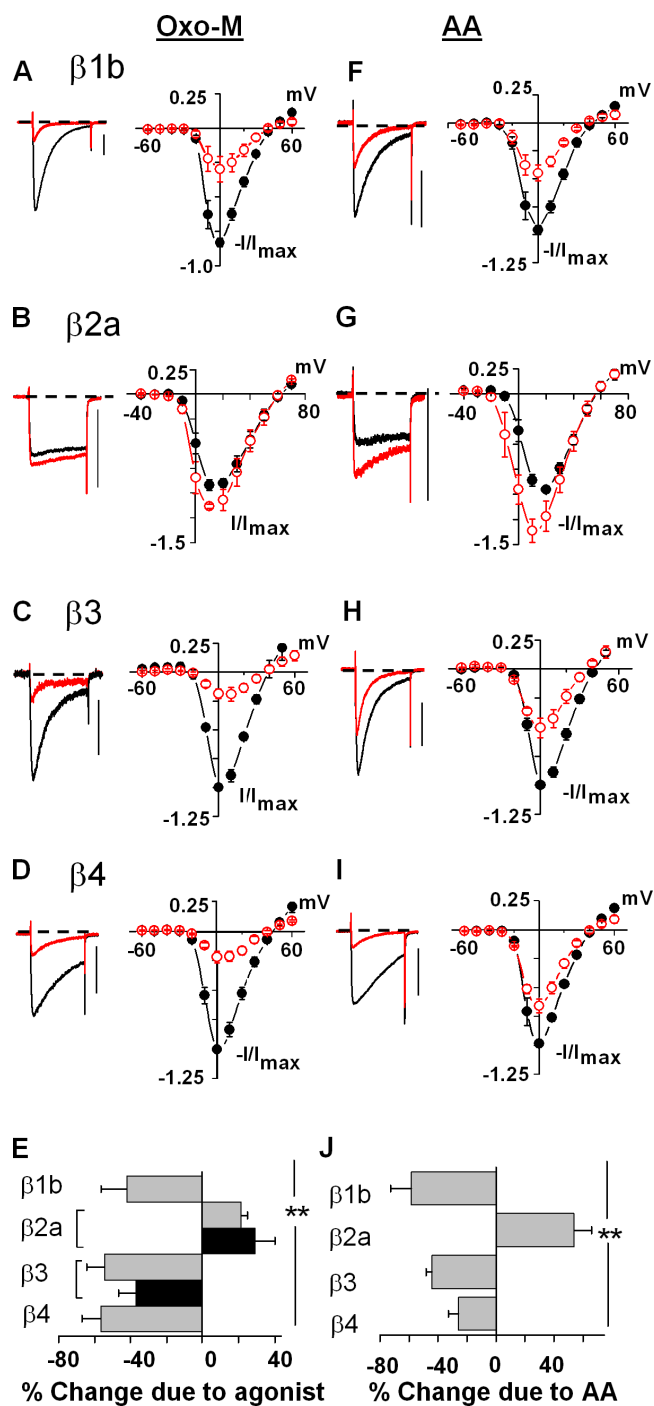 Oxo-M AA
A β1b F
0.25 mV 0.25 mV
-60 60 -60 60
-I/Imax -I/Imax
-1.0 -1.25
B β2a G
0.25 mV 0.25 mV
-40 80 -40 80
I/Imax -I/Imax
-1.5 -1.5
C β3 H
0.25 mV 0.25 mV
-60 60 -60 60
I/Imax -I/Imax
-1.25 -1.25
D β4 I
0.25 mV 0.25 mV
-60 60 -60 60
-I/Imax -I/Imax
-1.25 -1.25
E J
β1b β1b
** **
β2a β2a
β3 β3
β4 β4
-80 -40 0 40 -80 -40 0 40
% Change due to agonist % Change due to AA